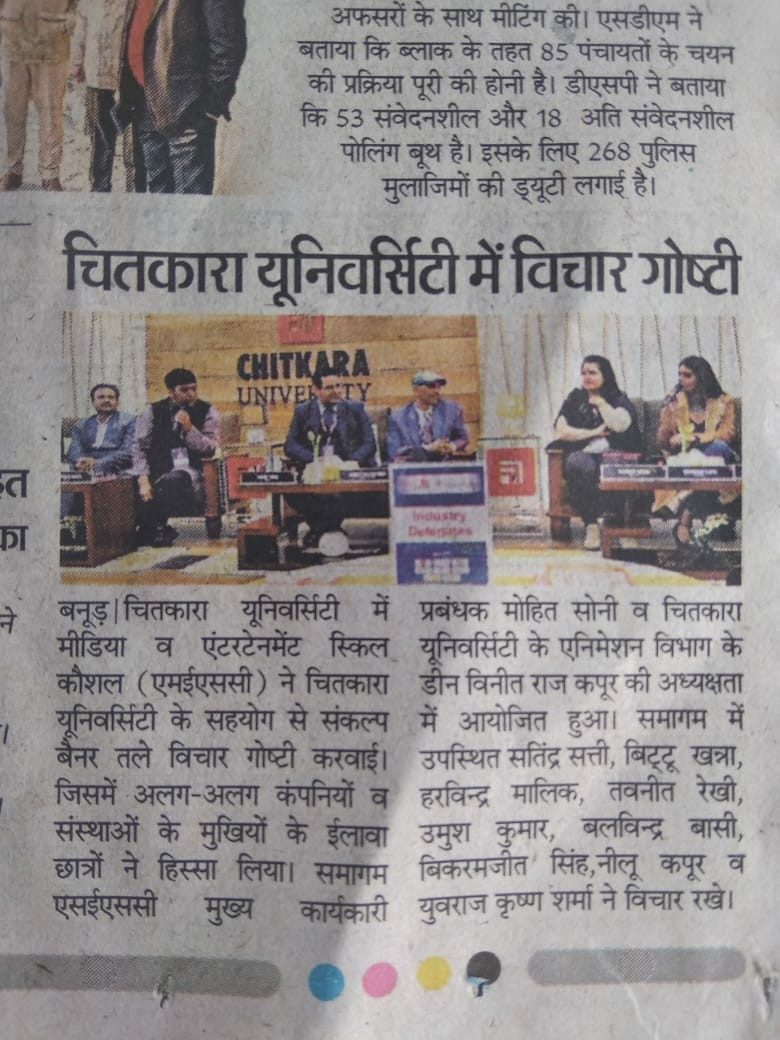 अफसरों के साथ मीटिंग की। एसडीएम ने
बताया कि ब्लाक के तहत 85 पंचायतों के चयन
की प्रक्रिया पूरी की होनी है। डीएसपी ने बताया
कि 53 संवेदनशील और 18 अति संवेदनशील
पोलिंग बूथ है। इसके लिए 268 पुलिस
मुलाजिमों की ड्यूटी लगाई है।
चितकारा यूनिवर्सिटी में विचार गोष्टी
CHITKARA
UNIVERSITY
Industry
Delegates
बनूड़|चितकारा यूनिवर्सिटी में
मीडिया व एंटरटेनमेंट स्किल
कौशल (एमईएससी) ने चितकारा
यूनिवर्सिटी के सहयोग से संकल्प
बैनर तले विचार गोष्टी करवाई।
जिसमें अलग-अलग कंपनियों व
संस्थाओं के मुखियों के ईलावा
छात्रों ने हिस्सा लिया। समागम
एसईएससी मुख्य कार्यकारी
प्रबंधक मोहित सोनी व चितकारा
यूनिवर्सिटी के एनिमेशन विभाग के
डीन विनीत राज कपूर की अध्यक्षता
में आयोजित हुआ। समागम में
उपस्थित सतिंद्र सत्ती, बिट्टू खन्ना,
हरविन्द्र मालिक, तवनीत रेखी,
उमुश कुमार, बलविन्द्र बासी,
बिकरमजीत सिंह,नीलू कपूर व
युवराज कृष्ण शर्मा ने विचार रखे।
का
ने